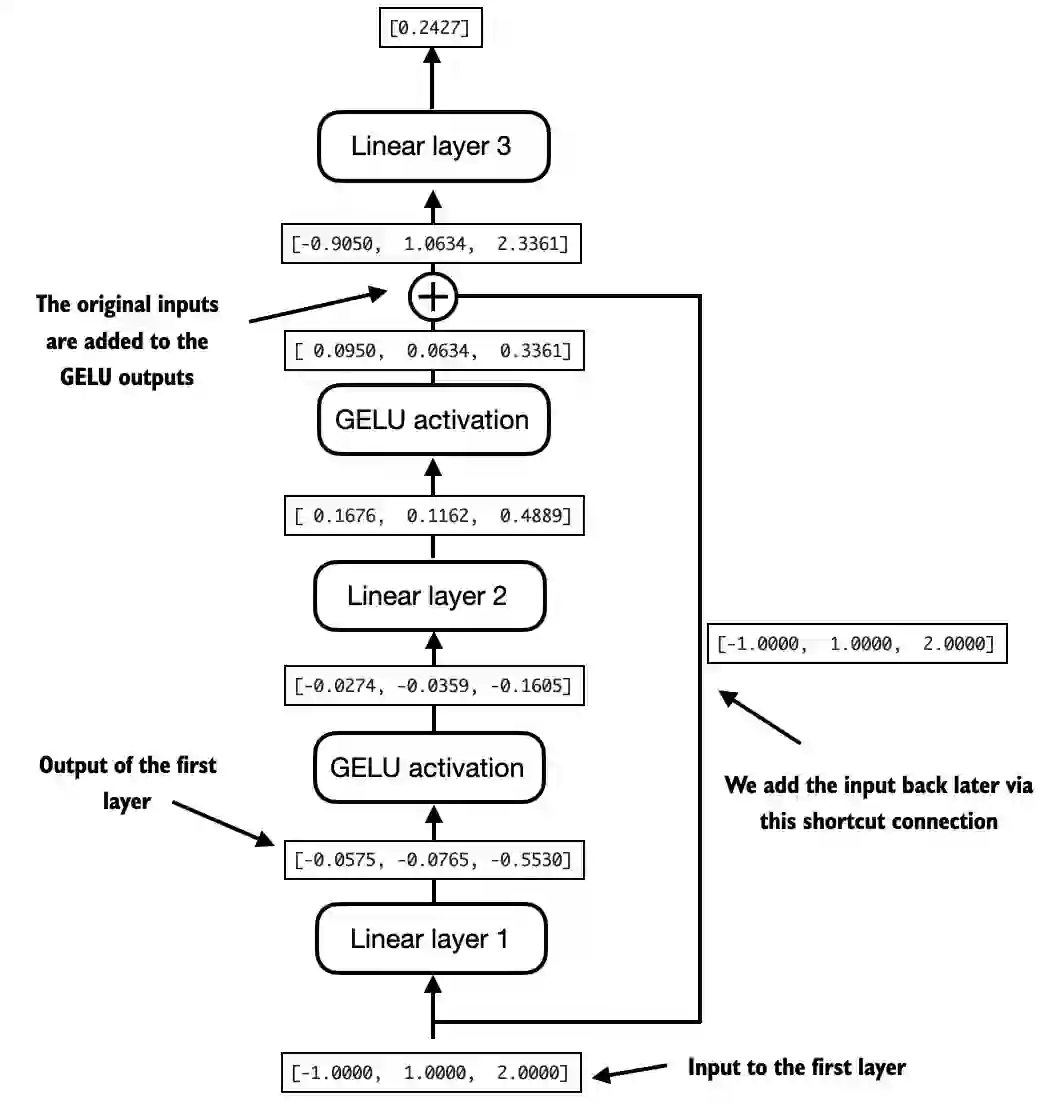 [0.2427]
Linear layer 3
[-0.9050, 1.0634, 2.3361]
The original inputs
are added to the
GELU outputs
[ 0.0950, 0.0634, 0.3361]
GELU activation
[ 0.1676, 0.1162, 0.4889]
Linear layer 2
[-1.0000, 1.0000, 2.0000]
[-0.0274, -0.0359, -0.1605]
GELU activation
Output of the first
layer
We add the input back later via
this shortcut connection
[-0.0575, -0.0765, -0.5530]
Linear layer 1
[-1.0000, 1.0000, 2.0000]
Input to the first layer